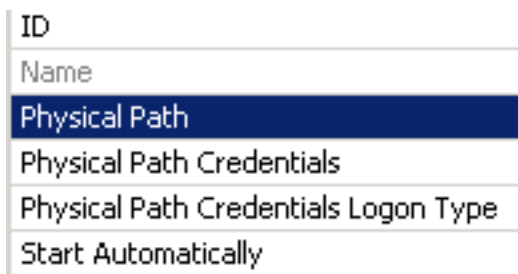 ID
Name
Physical Path
Physical Path Credentials
Physical Path Credentials Logon Type
Start Automatically